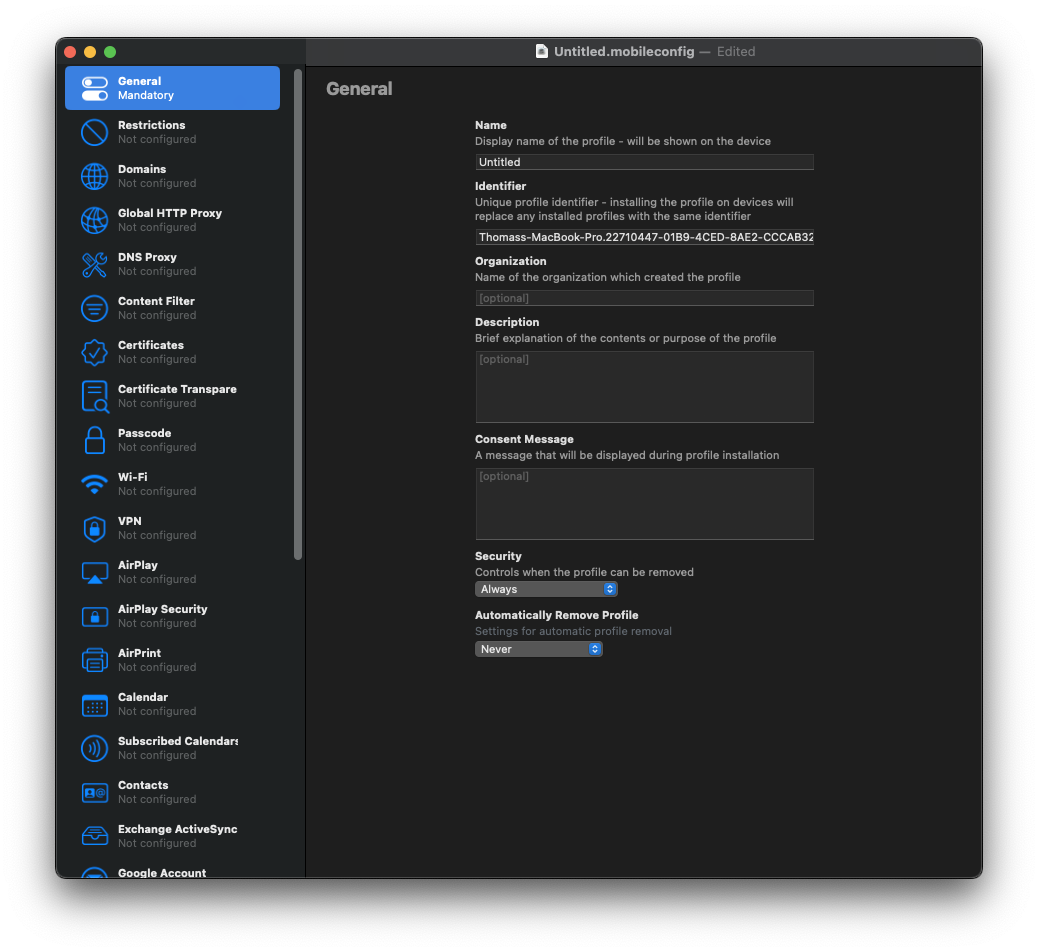 Untitled.mobileconfig — Edited
General
Mandatory
Restrictions
Not configured
Domains
Not configured
Global HTTP Proxy
Not configured
DNS Proxy
Not configured
Content Filter
Not configured
Certificates
Not configured
Certificate Transpare
Not configured
Passcode
Not configured
Wi-Fi
Not configured
VPN
Not configured
AirPlay
Not configured
AirPlay Security
Not configured
AirPrint
Not configured
Calendar
Not configured
Subscribed Calendars
Not configured
Contacts
Not configured
Exchange ActiveSync
Not configured
Google Account
General
Name
Display name of the profile - will be shown on the device
Untitled
Identifier
Unique profile identifier - installing the profile on devices will
replace any installed profiles with the same identifier
Thomass-MacBook-Pro.22710447-01B9-4CED-8AE2-CCCAB32
Organization
Name of the organization which created the profile
[optional]
Description
Brief explanation of the contents or purpose of the profile
[optional]
Consent Message
A message that will be displayed during profile installation
[optional]
Security
Controls when the profile can be removed
Always
Automatically Remove Profile
Settings for automatic profile removal
Never